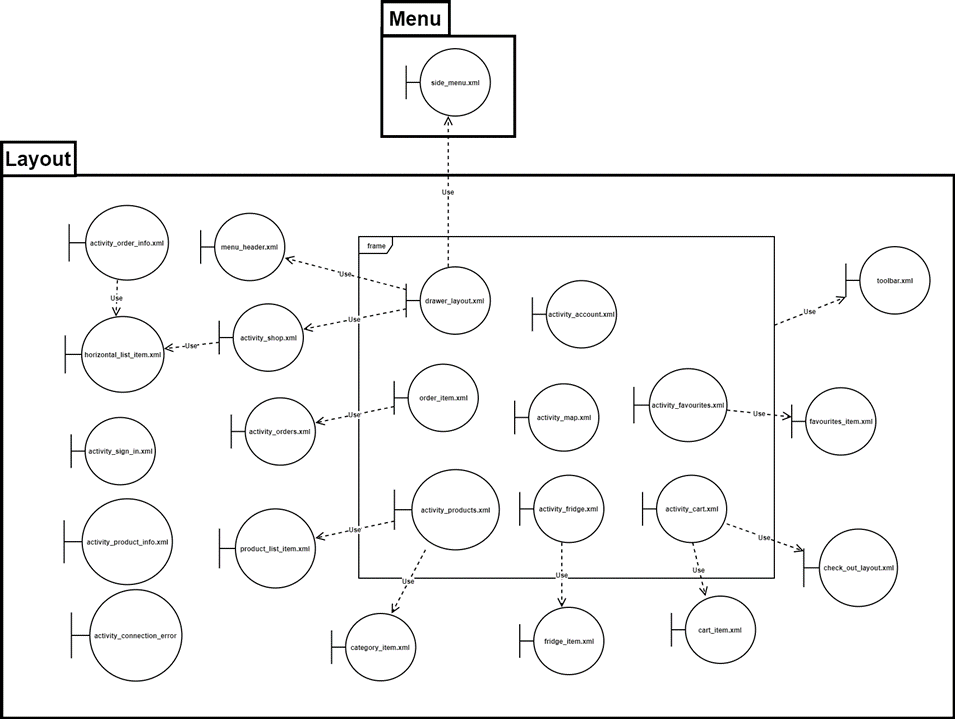 Menu
side_menu.xml
Use
Layout
activity_order_info.xml
menu_header.xml
frame
Use
drawer_layout.xml
toolbar.xml
Use
Use
activity_shop.xml
Use
activity_account.xml
Use
horizontal_list_item.xml
Use
activity_sign_in.xml
activity_orders.xml
Use
order_item.xml
activity_map.xml
activity_favourites.xml
Use
favourites_item.xml
activity_product_info.xml
product_list_item.xml
Use
activity_products.xml
activity_fridge.xml
activity_cart.xml
Use
check_out_layout.xml
Use
Use
Use
activity_connection_error
category_item.xml
fridge_item.xml
cart_item.xml